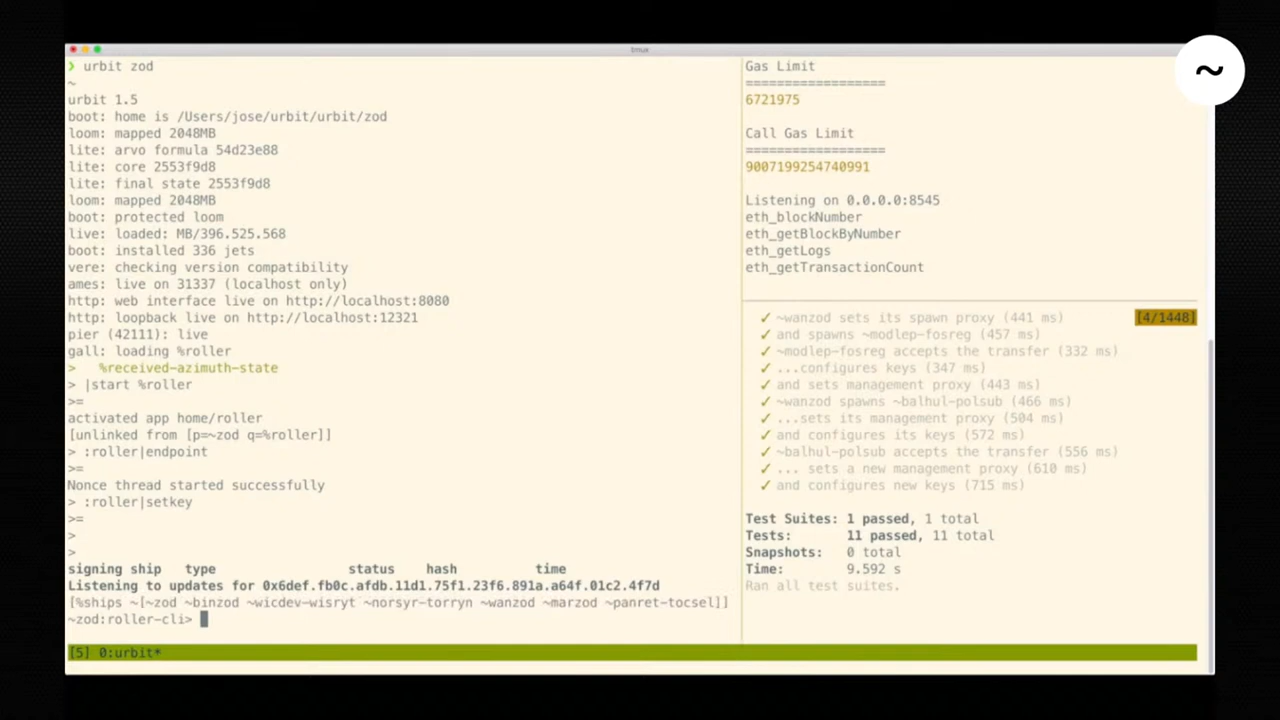 tmux
~
❯ urbit zod
~
urbit 1.5
boot: home is /Users/jose/urbit/urbit/zod
loom: mapped 2048MB
lite: arvo formula 54d23e88
lite: core 2553f9d8
lite: final state 2553f9d8
loom: mapped 2048MB
boot: protected loom
live: loaded: MB/396.525.568
boot: installed 336 jets
vere: checking version compatibility
ames: live on 31337 (localhost only)
http: web interface live on http://localhost:8080
http: loopback live on http://localhost:12321
pier (42111): live
gall: loading %roller
>   %received-azimuth-state
> |start %roller
>=
activated app home/roller
[unlinked from [p=~zod q=%roller]]
> :roller|endpoint
>=
Nonce thread started successfully
> :roller|setkey
>=
>
>
signing ship   type                 status    hash          time
Listening to updates for 0x6def.fb0c.afdb.11d1.75f1.23f6.891a.a64f.01c2.4f7d
[%ships ~[~zod ~binzod ~wicdev-wisryt ~norsyr-torryn ~wanzod ~marzod ~panret-tocsel]]
~zod:roller-cli>
Gas Limit
==================
6721975
Call Gas Limit
==================
9007199254740991
Listening on 0.0.0.0:8545
eth_blockNumber
eth_getBlockByNumber
eth_getLogs
eth_getTransactionCount
✓ ~wanzod sets its spawn proxy (441 ms) [4/1448]
✓ and spawns ~modlep-fosreg (457 ms)
✓ ~modlep-fosreg accepts the transfer (332 ms)
✓ ...configures keys (347 ms)
✓ and sets management proxy (443 ms)
✓ ~wanzod spawns ~balhul-polsub (466 ms)
✓ ...sets its management proxy (504 ms)
✓ and configures its keys (572 ms)
✓ ~balhul-polsub accepts the transfer (556 ms)
✓ ... sets a new management proxy (610 ms)
✓ and configures new keys (715 ms)
Test Suites: 1 passed, 1 total
Tests:       11 passed, 11 total
Snapshots:   0 total
Time:        9.592 s
Ran all test suites.
[5] 0:urbit*